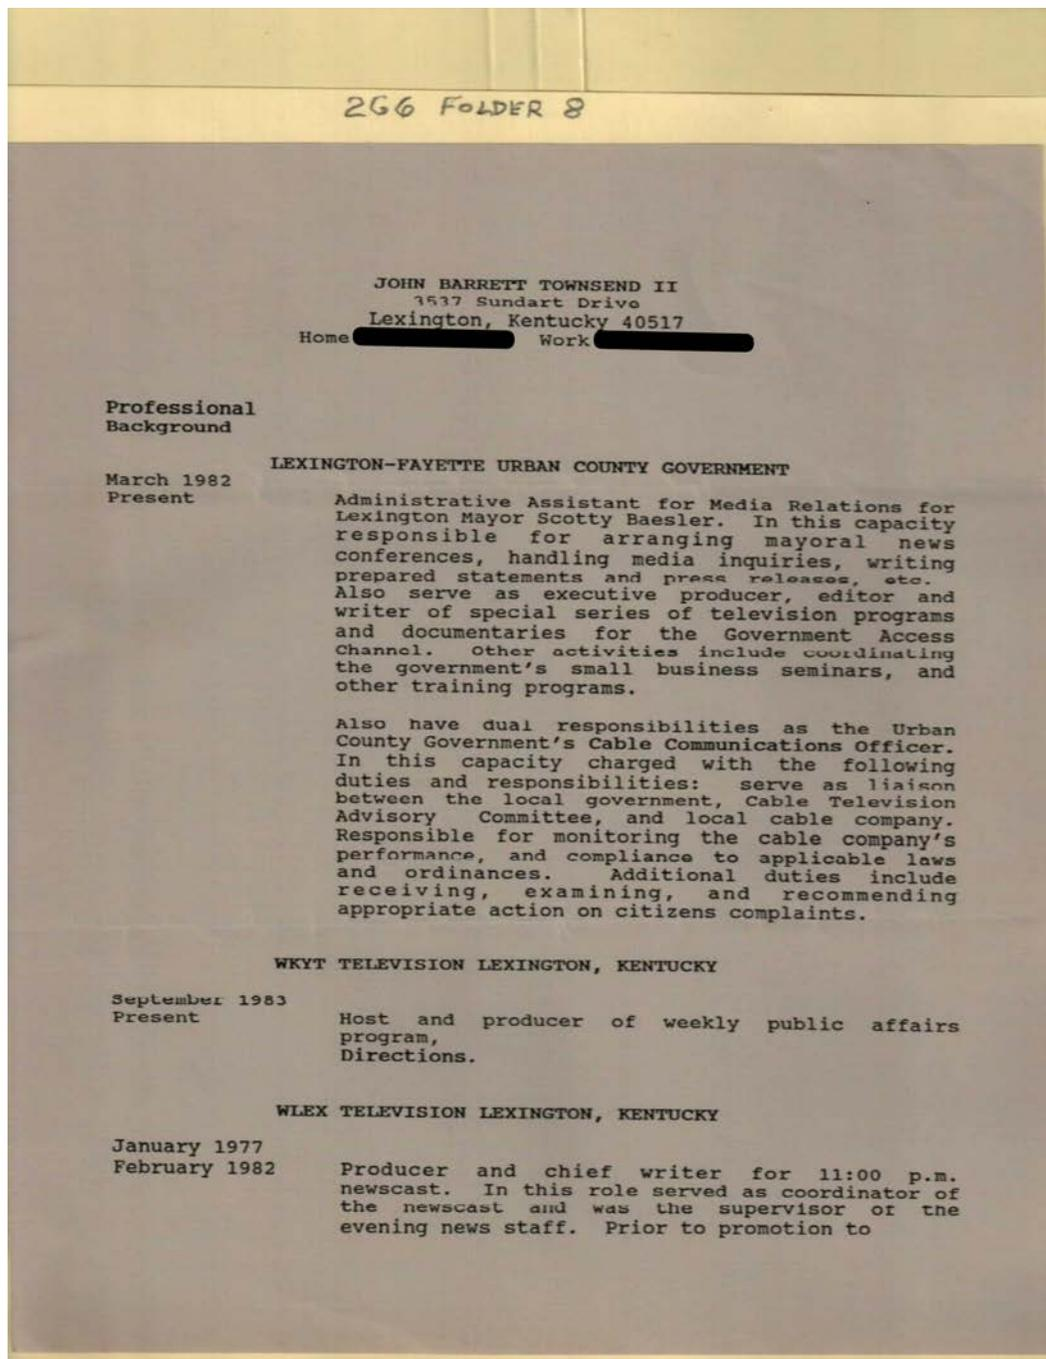 2G6 FOLDER 8
JOHN BARRETT TOWNSEND II
3537 Sundart Drive
Lexington, Kentucky 40517
Home Work
Professional
Background
LEXINGTON-FAYETTE URBAN COUNTY GOVERNMENT
March 1982
Present
Administrative Assistant for Media Relations for
Lexington Mayor Scotty Baesler. In this capacity
responsible for arranging mayoral news
conferences, handling media inquiries, writing
prepared statements and press releases, etc.
Also serve as executive producer, editor and
writer of special series of television programs
and documentaries for the Government Access
Channel. Other activities include coordinating
the government's small business seminars, and
other training programs.
Also have dual responsibilities as the Urban
County Government's Cable Communications Officer.
In this capacity charged with the following
duties and responsibilities: serve as liaison
between the local government, Cable Television
Advisory Committee, and local cable company.
Responsible for monitoring the cable company's
performance, and compliance to applicable laws
and ordinances. Additional duties include
receiving, examining, and recommending
appropriate action on citizens complaints.
WKYT TELEVISION LEXINGTON, KENTUCKY
September 1983
Present
Host and producer of weekly public affairs
program,
Directions.
WLEX TELEVISION LEXINGTON, KENTUCKY
January 1977
February 1982
Producer and chief writer for 11:00 p.m.
newscast. In this role served as coordinator of
the newscast and was the supervisor of the
evening news staff. Prior to promotion to